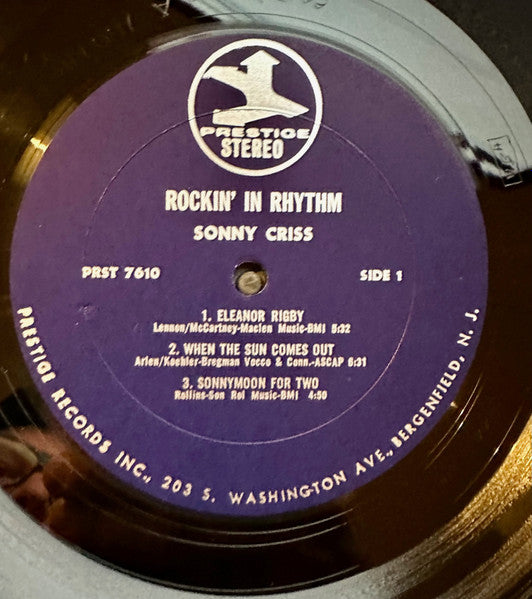 PRESTIGE
STEREO
ROCKIN' IN RHYTHM
SONNY CRISS
PRST 7610
SIDE 1
1. ELEANOR RIGBY
Lennon/McCartney-Maclen Music-BMI 5:32
2. WHEN THE SUN COMES OUT
Arlen/Koehler-Bregman Vocco & Conn.-ASCAP 6:31
3. SONNYMOON FOR TWO
Rollins-Son Rol Music-BMI 4:50
PRESTIGE RECORDS INC., 203 S. WASHINGTON AVE., BERGENFIELD, N. J.